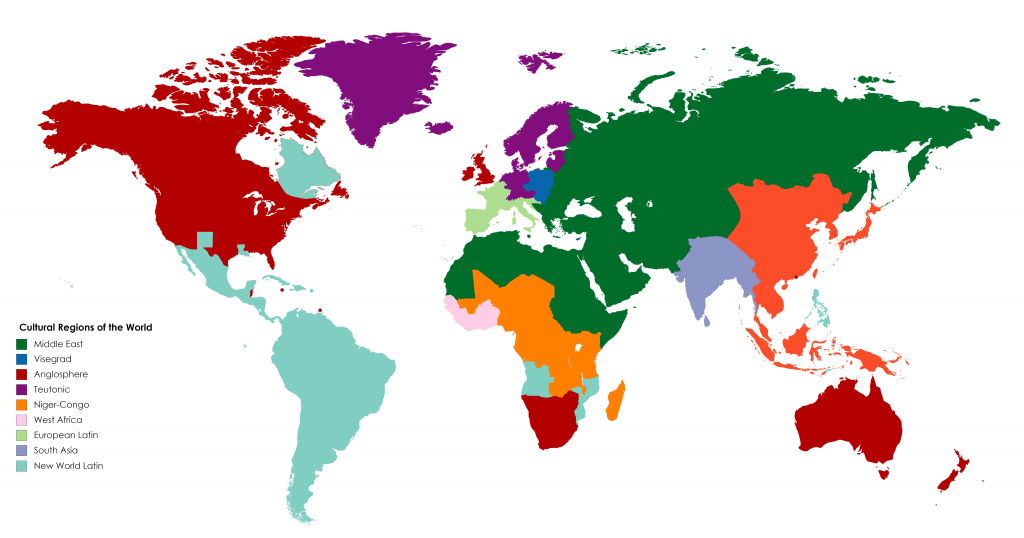 Cultural Regions of the World
Middle East
Visegrad
Anglosphere
Teutonic
Niger-Congo
West Africa
European Latin
South Asia
New World Latin